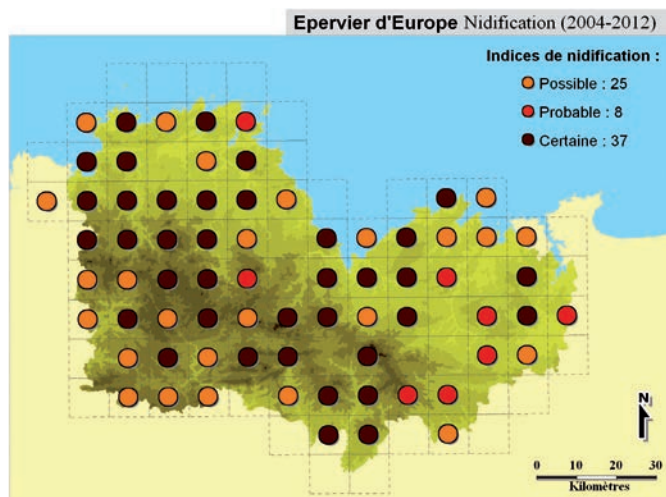 Epervier d'Europe Nidification (2004-2012)
Indices de nidification :
Possible : 25
Probable : 8
Certaine : 37
N
0 10 20 30
Kilomètres